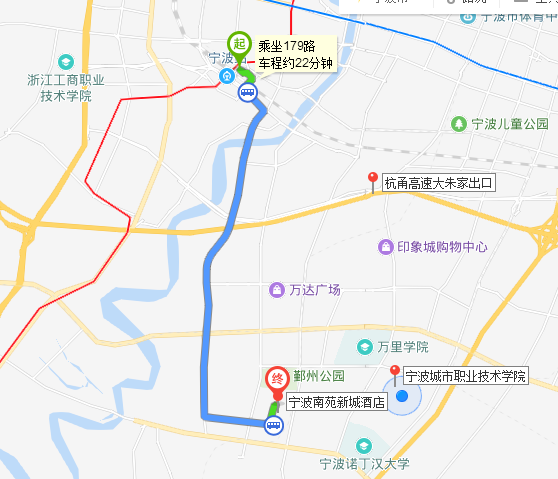 宁波市体育中
起
乘坐179路
车程约22分钟
宁波
浙江工商职业
技术学院
宁波儿童公园
杭甬高速大朱家出口
印象城购物中心
万达广场
万里学院
终
鄞州公园
宁波城市职业技术学院
宁波南苑新城酒店
宁波诺丁汉大学